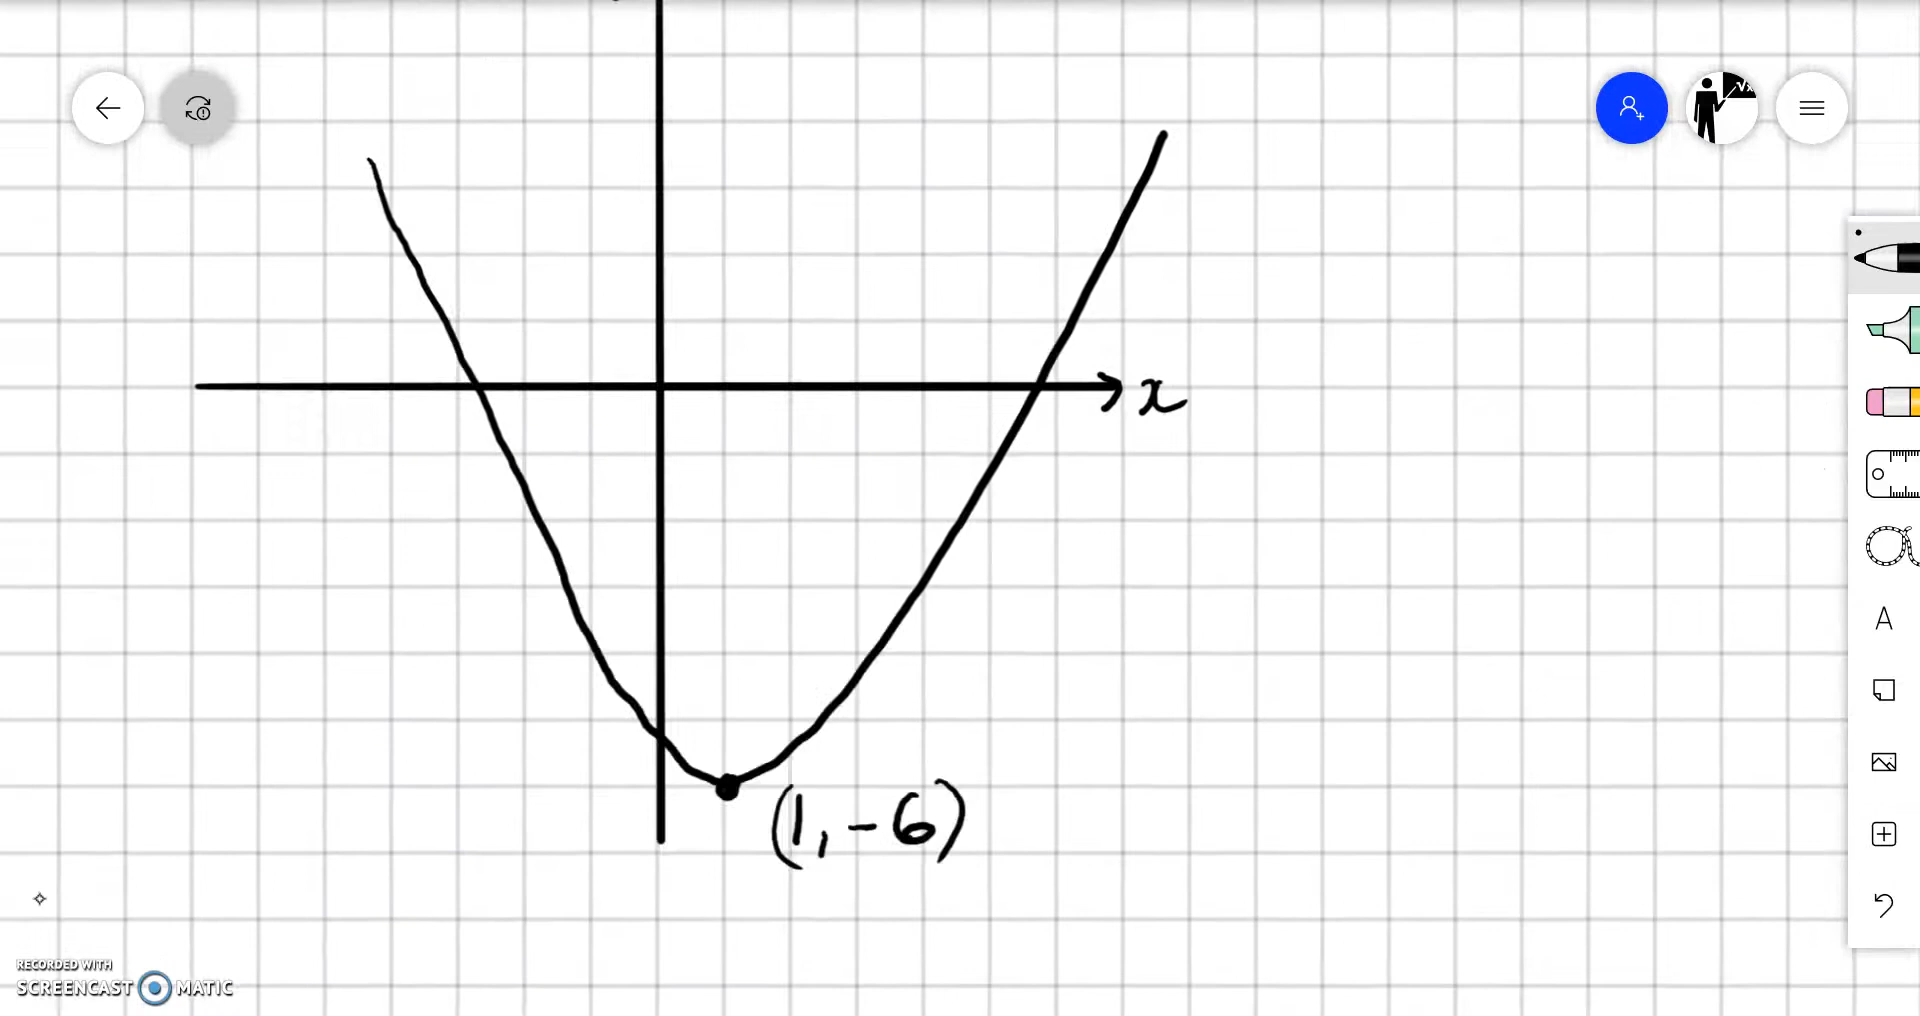 x
(1, -6)
A
RECORDED WITH
SCREENCAST MATIC